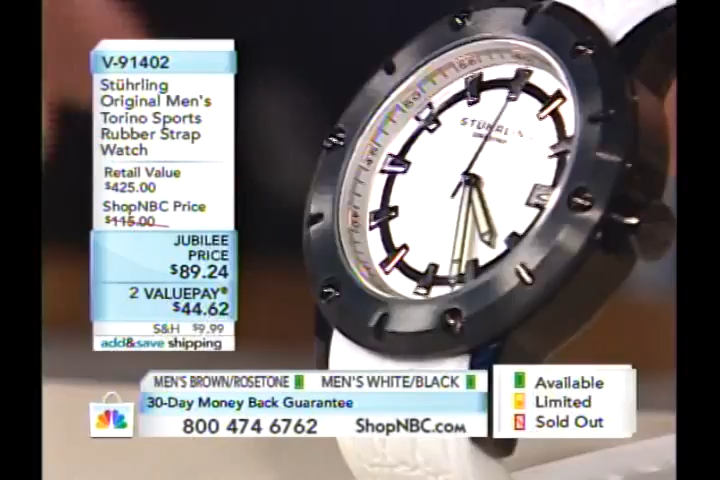 V-91402
Stührling
Original Men's
Torino Sports
Rubber Strap
Watch
Retail Value
$425.00
ShopNBC Price
$115.00
JUBILEE
PRICE
$89.24
2 VALUEPAY®
$44.62
S&H $9.99
add&save shipping
STÜHRLING
60
MEN'S BROWN/ROSETONE MEN'S WHITE/BLACK
30-Day Money Back Guarantee
800 474 6762 ShopNBC.com
Available
Limited
Sold Out